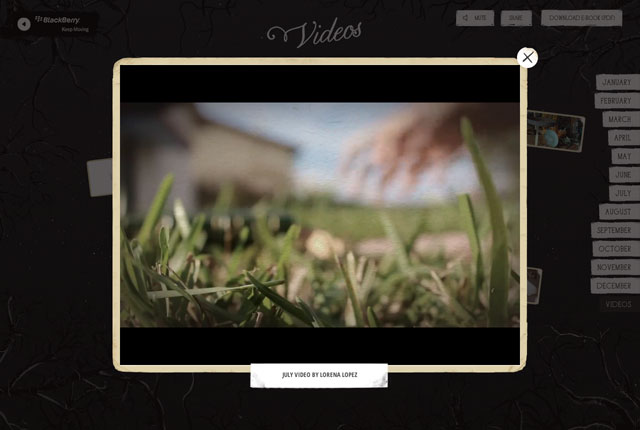 BlackBerry
Keep Moving
Videos
MUTE
SHARE
DOWNLOAD E-BOOK (PDF)
JANUARY
FEBRUARY
MARCH
APRIL
MAY
JUNE
JULY
AUGUST
SEPTEMBER
OCTOBER
NOVEMBER
DECEMBER
VIDEOS
JULY VIDEO BY LORENA LOPEZ